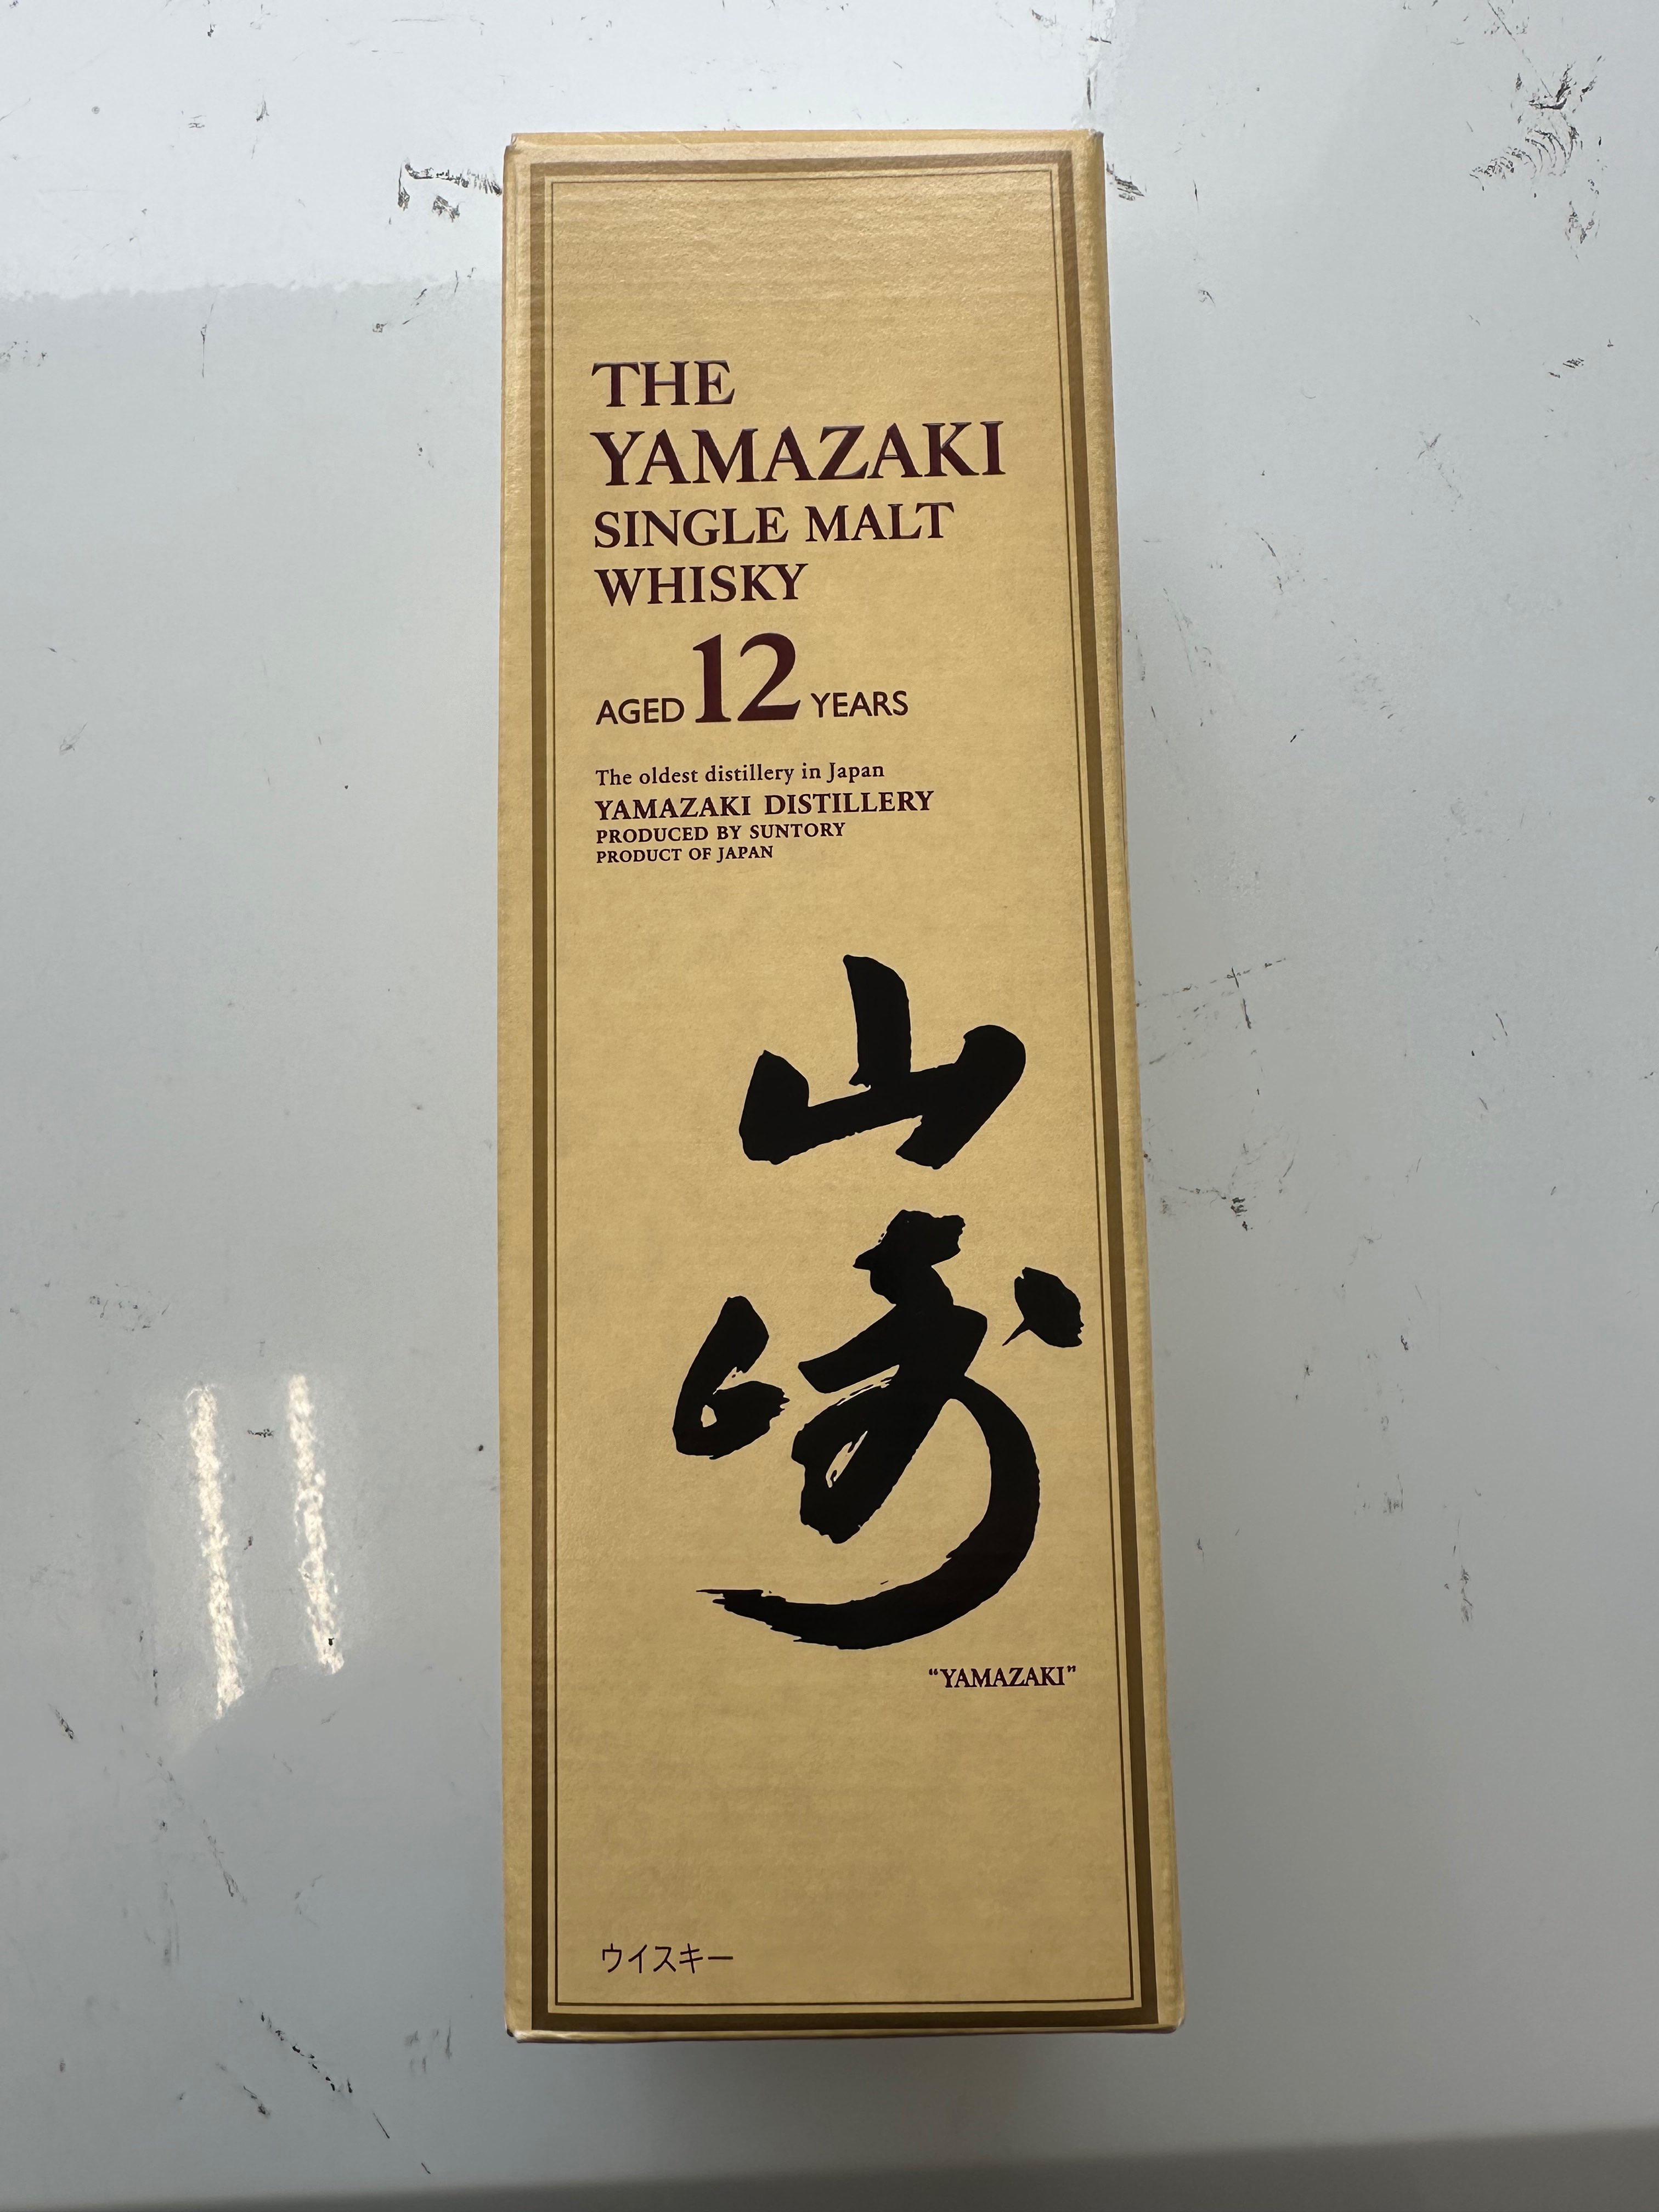 THE
YAMAZAKI
SINGLE MALT
WHISKY
AGED 12 YEARS
The oldest distillery in Japan
YAMAZAKI DISTILLERY
PRODUCED BY SUNTORY
PRODUCT OF JAPAN
山
崎
“YAMAZAKI”
ウイスキー